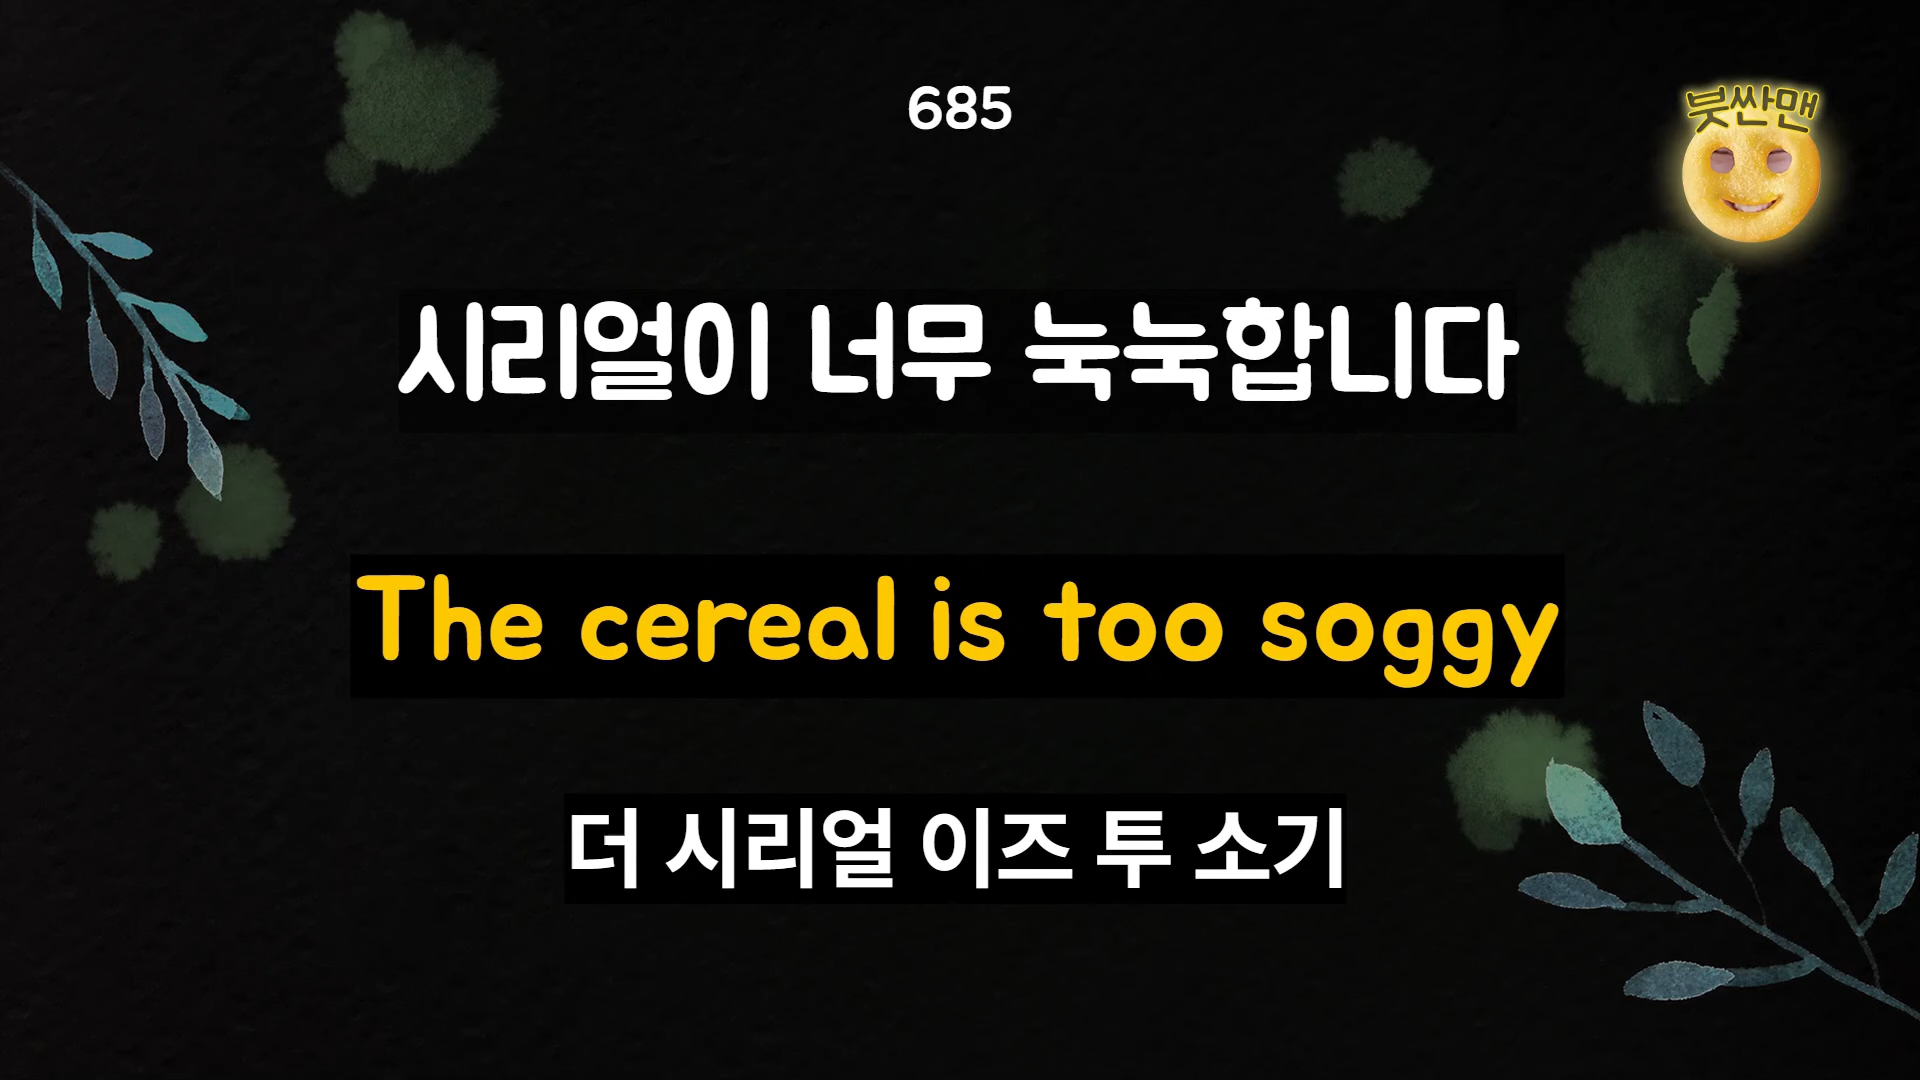 685
붓싼맨
시리얼이 너무 눅눅합니다
The cereal is too soggy
더 시리얼 이즈 투 소기